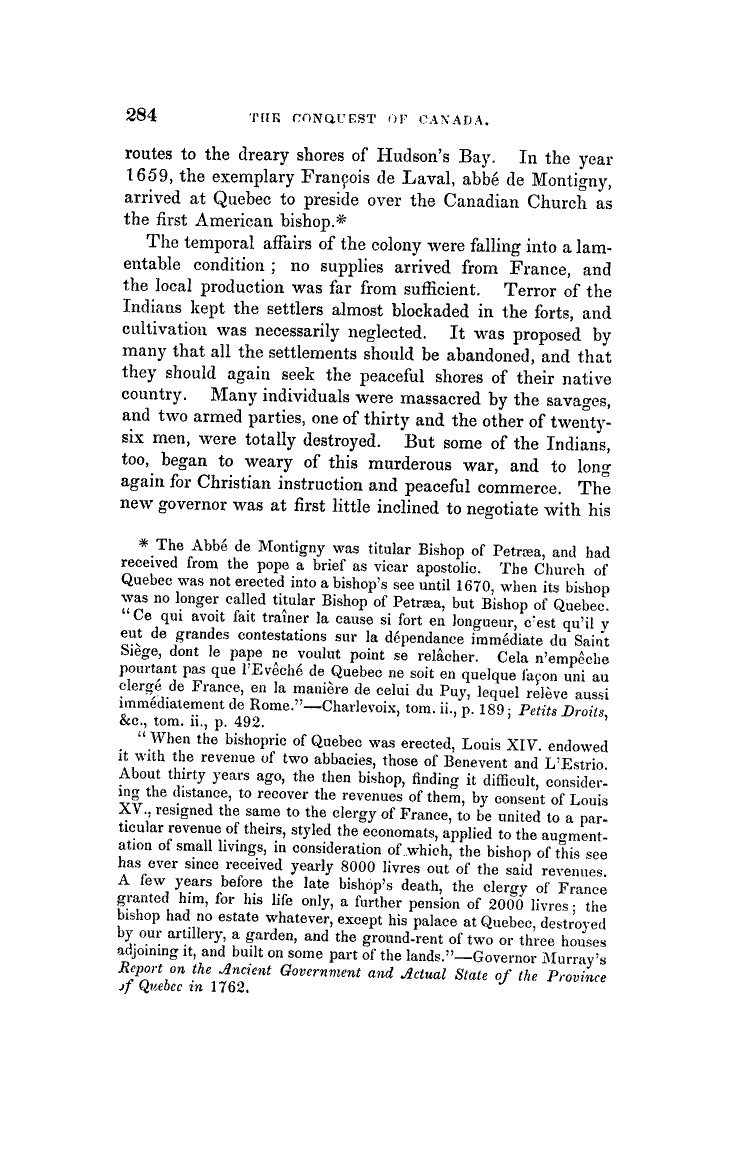 284 THE CONQUEST OF CANADA.
routes to the dreary shores of Hudson's Bay. In the year
1659, the exemplary François de Laval, abbé de Montigny,
arrived at Quebec to preside over the Canadian Church as
the first American bishop.*
The temporal affairs of the colony were falling into a lam-
entable condition ; no supplies arrived from France, and
the local production was far from sufficient. Terror of the
Indians kept the settlers almost blockaded in the forts, and
cultivation was necessarily neglected. It was proposed by
many that all the settlements should be abandoned, and that
they should again seek the peaceful shores of their native
country. Many individuals were massacred by the savages,
and two armed parties, one of thirty and the other of twenty-
six men, were totally destroyed. But some of the Indians,
too, began to weary of this murderous war, and to long
again for Christian instruction and peaceful commerce. The
new governor was at first little inclined to negotiate with his
* The Abbé de Montigny was titular Bishop of Petræa, and had
received from the pope a brief as vicar apostolic. The Church of
Quebec was not erected into a bishop's see until 1670, when its bishop
was no longer called titular Bishop of Petræa, but Bishop of Quebec.
"Ce qui avoit fait traîner la cause si fort en longueur, c'est qu'il y
eut de grandes contestations sur la dépendance immédiate du Saint
Siège, dont le pape ne voulut point se relâcher. Cela n'empêche
pourtant pas que l'Evêché de Quebec ne soit en quelque façon uni au
clergé de France, en la manière de celui du Puy, lequel relève aussi
immédiatement de Rome."—Charlevoix, tom. ii., p. 189; Petits Droits,
&c., tom. ii., p. 492.
"When the bishopric of Quebec was erected, Louis XIV. endowed
it with the revenue of two abbacies, those of Benevent and L'Estrio.
About thirty years ago, the then bishop, finding it difficult, consider-
ing the distance, to recover the revenues of them, by consent of Louis
XV., resigned the same to the clergy of France, to be united to a par-
ticular revenue of theirs, styled the economats, applied to the augment-
ation of small livings, in consideration of which, the bishop of this see
has ever since received yearly 8000 livres out of the said revenues.
A few years before the late bishop's death, the clergy of France
granted him, for his life only, a further pension of 2000 livres; the
bishop had no estate whatever, except his palace at Quebec, destroyed
by our artillery, a garden, and the ground-rent of two or three houses
adjoining it, and built on some part of the lands."—Governor Murray's
Report on the Ancient Government and Actual State of the Province
of Quebec in 1762.